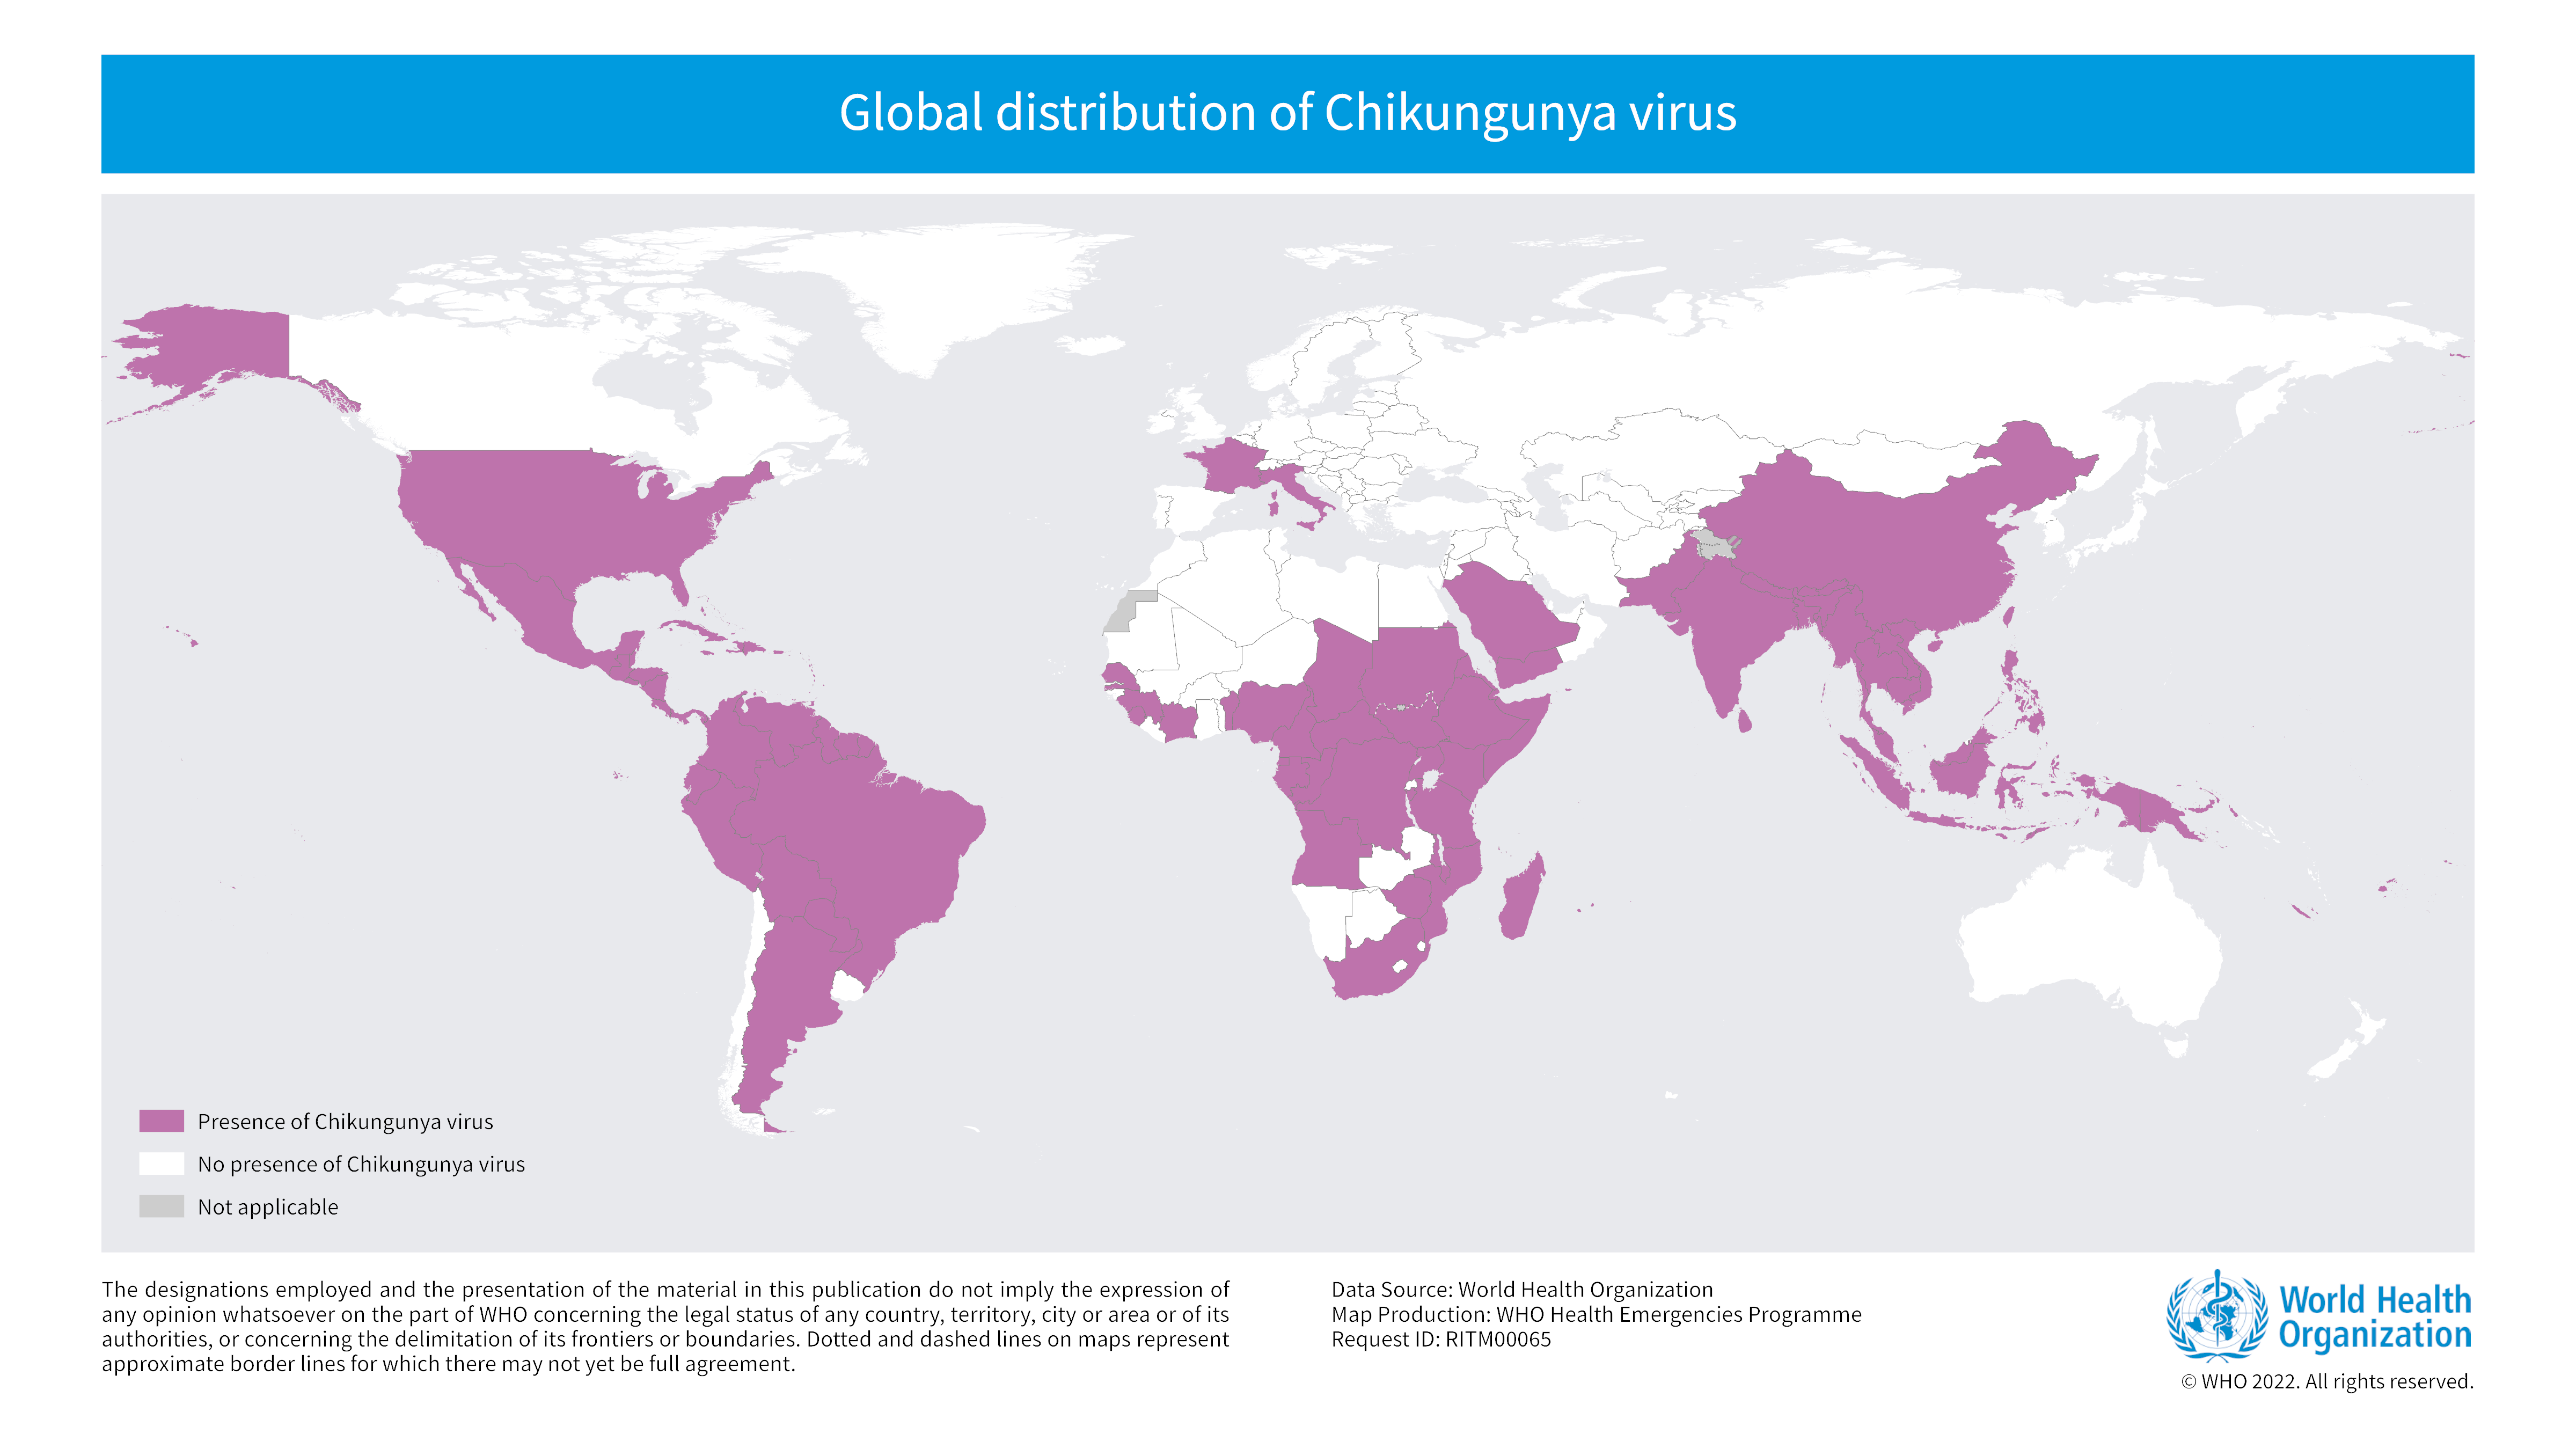 Global distribution of Chikungunya virus
Presence of Chikungunya virus
No presence of Chikungunya virus
Not applicable
The designations employed and the presentation of the material in this publication do not imply the expression of
any opinion whatsoever on the part of WHO concerning the legal status of any country, territory, city or area or of its
authorities, or concerning the delimitation of its frontiers or boundaries. Dotted and dashed lines on maps represent
approximate border lines for which there may not yet be full agreement.
Data Source: World Health Organization
Map Production: WHO Health Emergencies Programme
Request ID: RITM00065
World Health
Organization
© WHO 2022. All rights reserved.